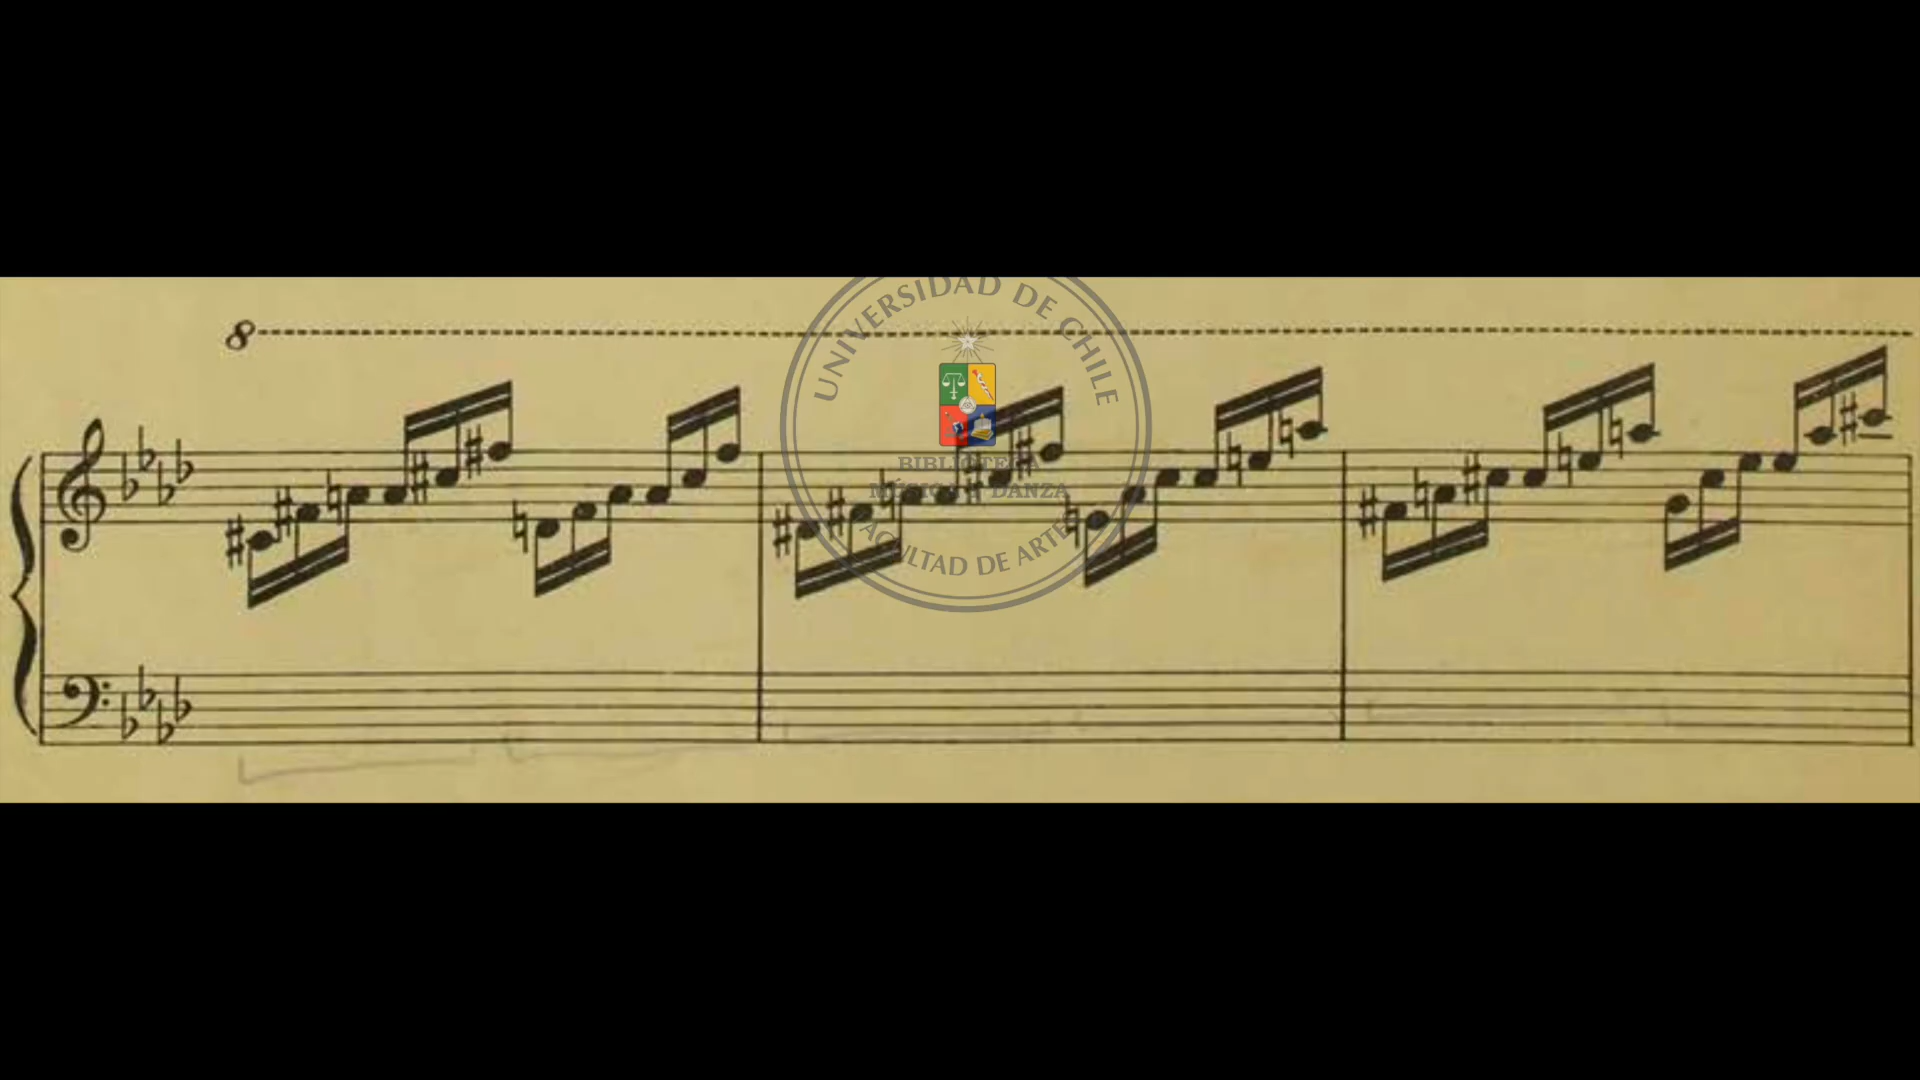 8
UNIVERSIDAD DE CHILE
BIBLIOTECA
MÚSICA Y DANZA
FACULTAD DE ARTES